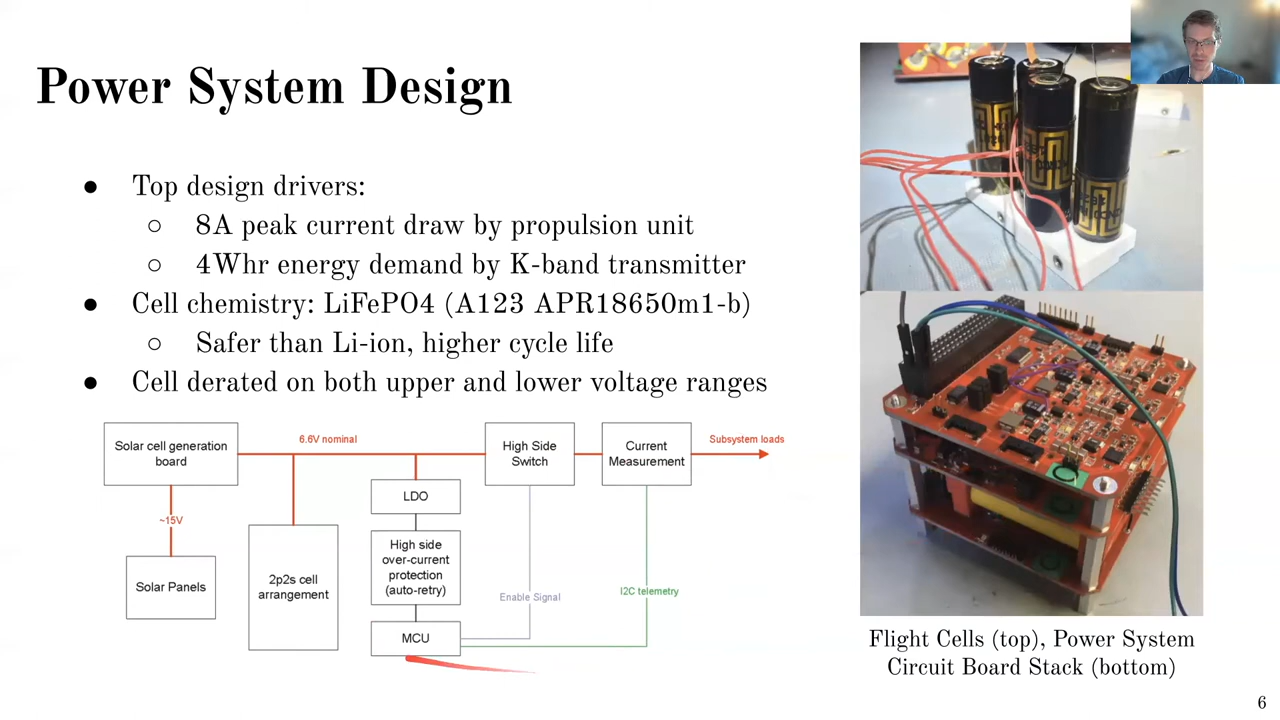 Power System Design
● Top design drivers:
○ 8A peak current draw by propulsion unit
○ 4Whr energy demand by K-band transmitter
● Cell chemistry: LiFePO4 (A123 APR18650m1-b)
○ Safer than Li-ion, higher cycle life
● Cell derated on both upper and lower voltage ranges
Solar cell generation
board
6.6V nominal
High Side
Switch
Current
Measurement
Subsystem loads
LDO
~15V
High side
over-current
protection
(auto-retry)
Solar Panels
2p2s cell
arrangement
Enable Signal
I2C telemetry
MCU
Flight Cells (top), Power System
Circuit Board Stack (bottom)
6